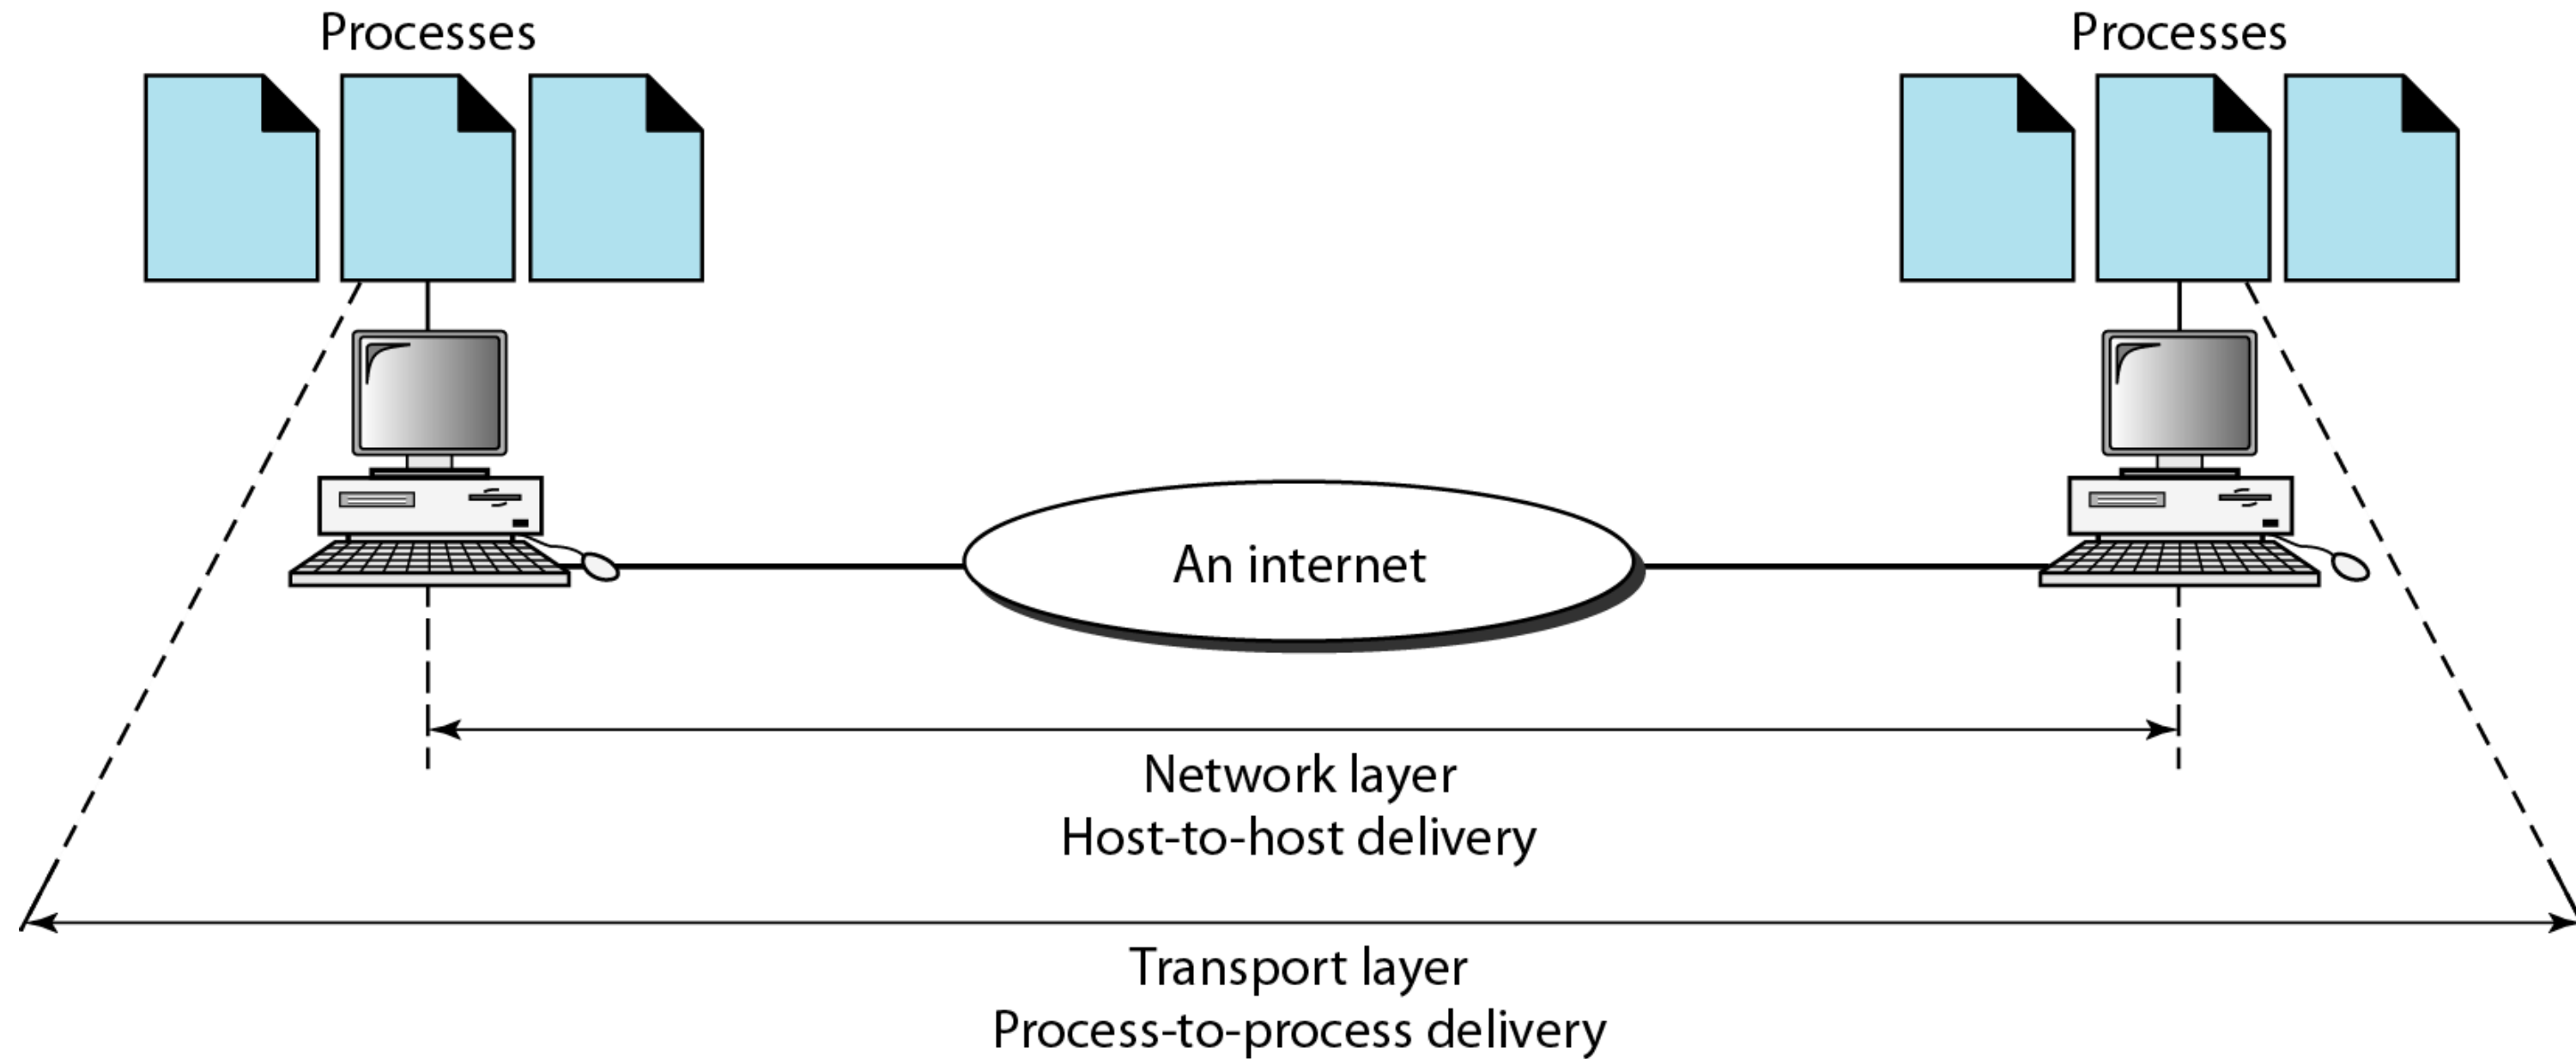 Processes
Processes
An internet
Network layer
Host-to-host delivery
Transport layer
Process-to-process delivery